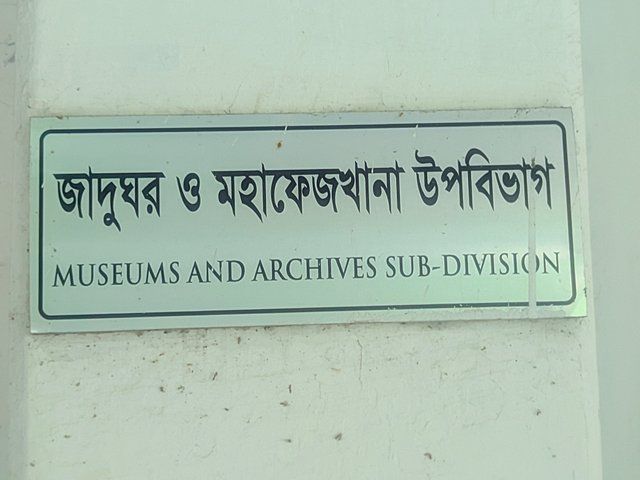 জাদুঘর ও মহাফেজখানা উপবিভাগ
MUSEUMS AND ARCHIVES SUB-DIVISION